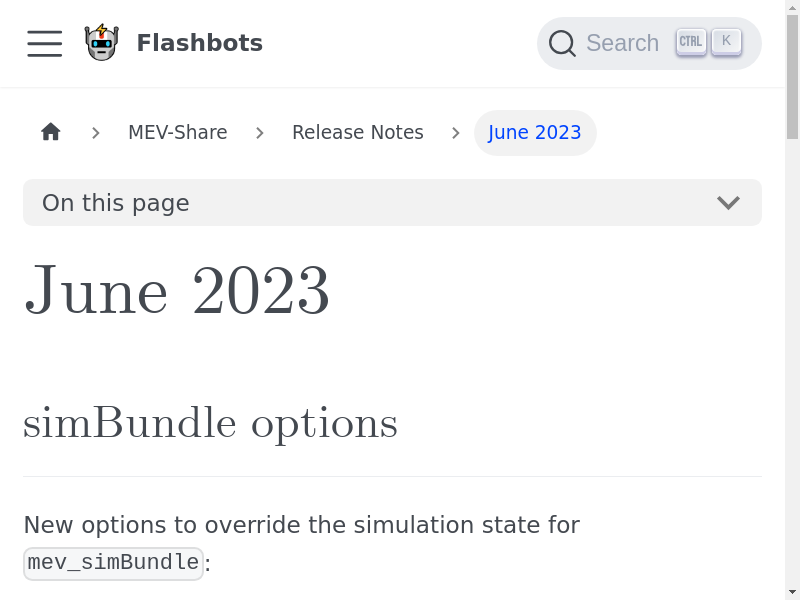 Flashbots
Search CTRL K
MEV-Share Release Notes June 2023
On this page
June 2023
simBundle options
New options to override the simulation state for
mev_simBundle: